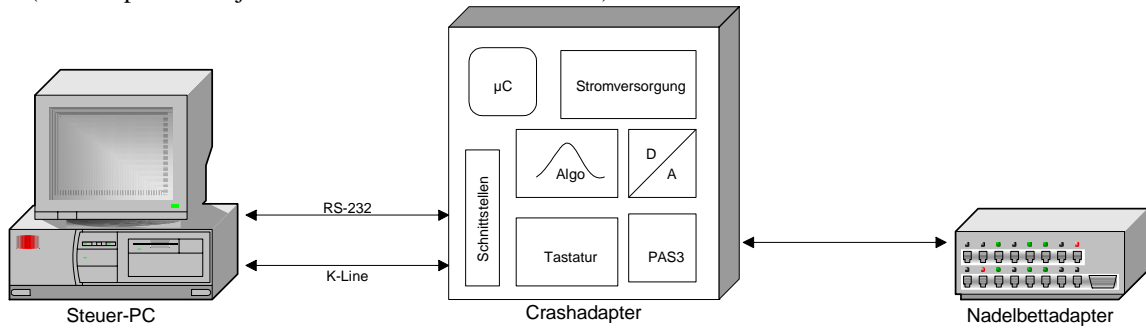 µC
Stromversorgung
D
A
Algo
Schnittstellen
RS-232
Tastatur
PAS3
K-Line
Steuer-PC
Crashadapter
Nadelbettadapter